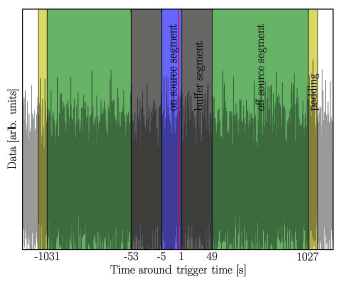 Data [arb. units]
on source segment
buffer segment
off source segment
padding
-1031
-53
-5
1
49
1027
Time around trigger time [s]